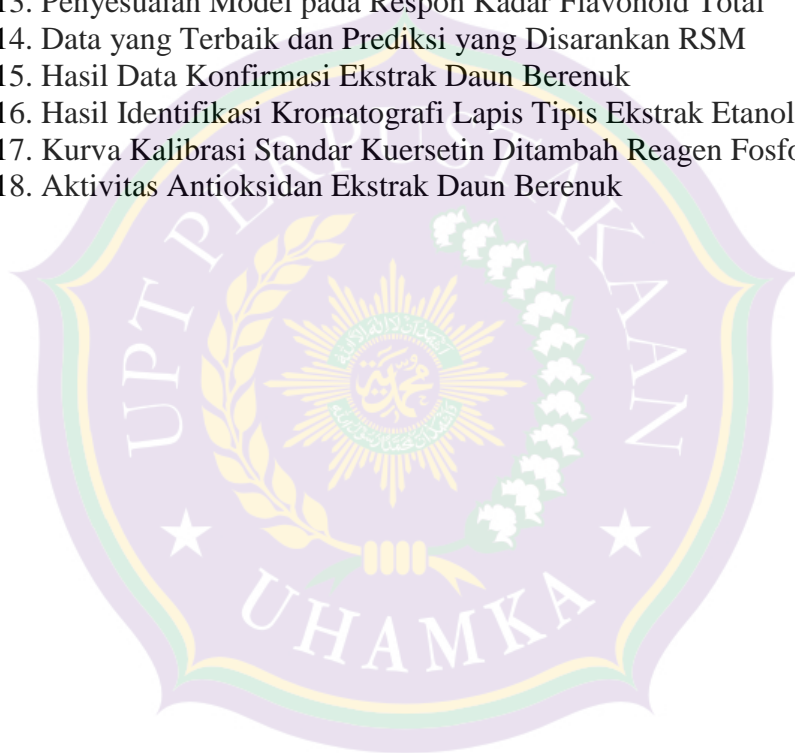 13. Penyesuaian Model pada Respon Kadar Flavonoid Total
14. Data yang Terbaik dan Prediksi yang Disarankan RSM
15. Hasil Data Konfirmasi Ekstrak Daun Berenuk
16. Hasil Identifikasi Kromatografi Lapis Tipis Ekstrak Etanol
17. Kurva Kalibrasi Standar Kuersetin Ditambah Reagen
18. Aktivitas Antioksidan Ekstrak Daun Berenuk
UPT PERPUSTAKAAN
محمد
UHAMKA